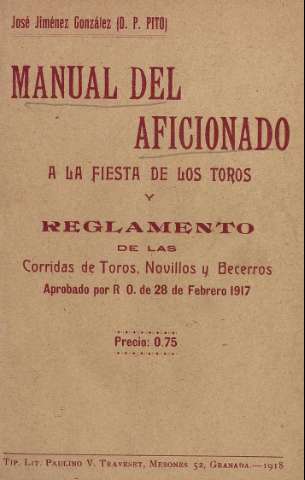 José Jiménez González (D. P. PITO)
MANUAL DEL
AFICIONADO
A LA FIESTA DE LOS TOROS
Y
REGLAMENTO
DE LAS
Corridas de Toros, Novillos y Becerros
Aprobado por R O. de 28 de Febrero 1917
Precio: 0.75
Tip. Lit. Paulino V. Traveset, Mesones 52, Granada.—1918